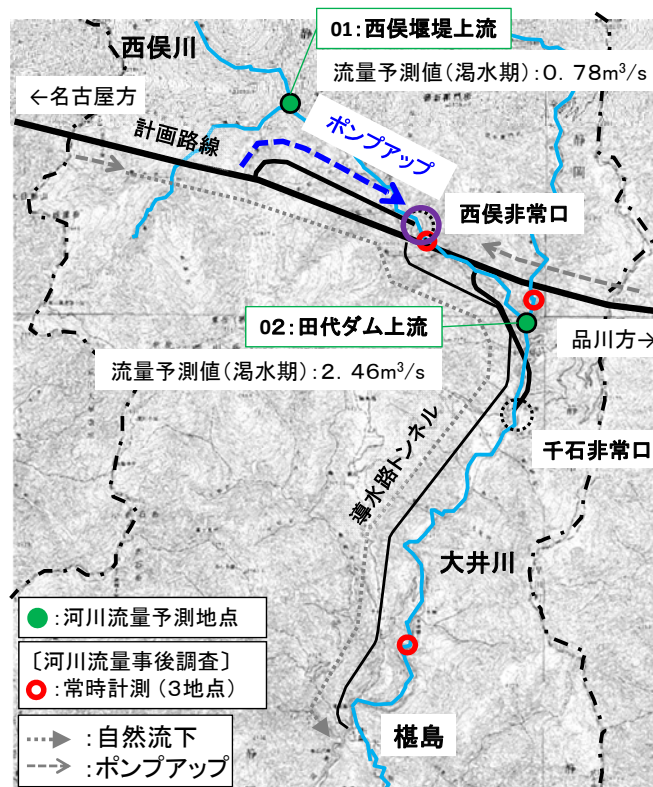 西俣川
01:西俣堰堤上流
流量予測値(渇水期):0.78m³/s
←名古屋方
計画路線
ポンプアップ
西俣非常口
02:田代ダム上流
品川方→
流量予測値(渇水期):2.46m³/s
千石非常口
導水路トンネル
大井川
●:河川流量予測地点
〔河川流量事後調査〕
○:常時計測(3地点)
:自然流下
:ポンプアップ
椹島